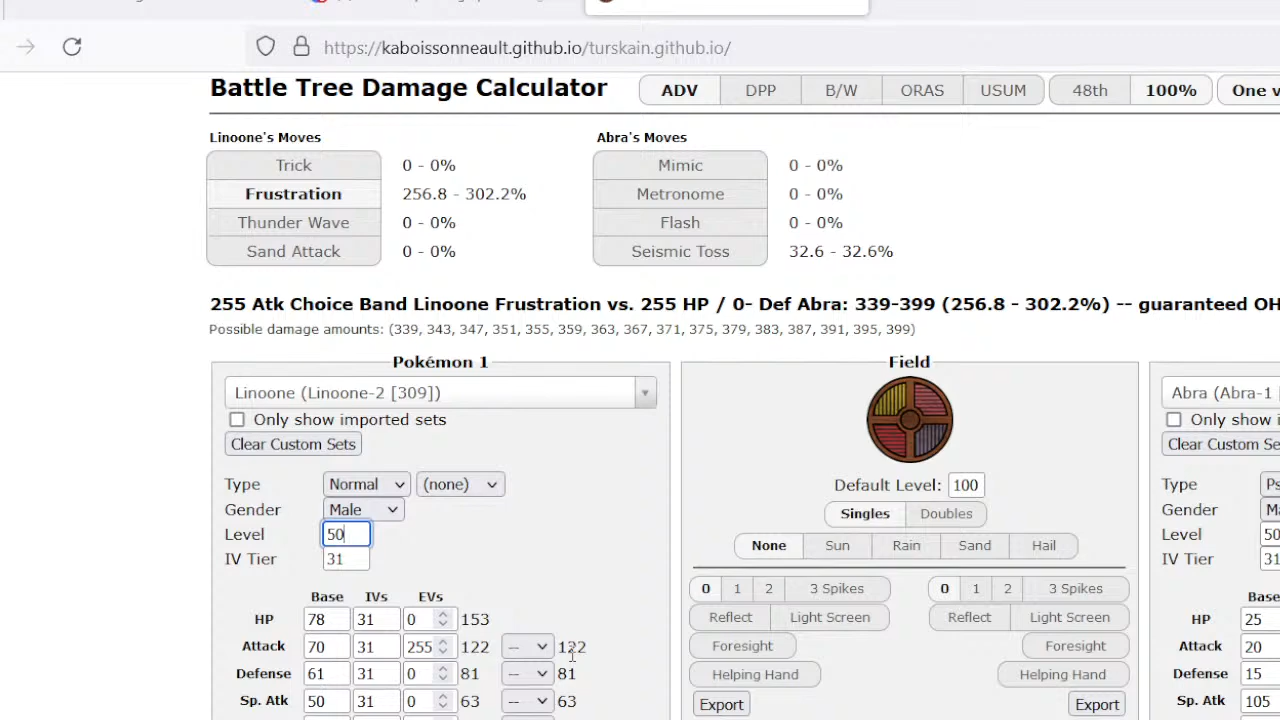 https://kaboissonneault.github.io/turskain.github.io/
Battle Tree Damage Calculator
ADV DPP B/W ORAS USUM 48th 100% One v
Linoone's Moves
Trick 0 - 0%
Frustration 256.8 - 302.2%
Thunder Wave 0 - 0%
Sand Attack 0 - 0%
Abra's Moves
Mimic 0 - 0%
Metronome 0 - 0%
Flash 0 - 0%
Seismic Toss 32.6 - 32.6%
255 Atk Choice Band Linoone Frustration vs. 255 HP / 0- Def Abra: 339-399 (256.8 - 302.2%) -- guaranteed OH
Possible damage amounts: (339, 343, 347, 351, 355, 359, 363, 367, 371, 375, 379, 383, 387, 391, 395, 399)
Pokémon 1
Linoone (Linoone-2 [309])
Only show imported sets
Clear Custom Sets
Type Normal (none)
Gender Male
Level 50
IV Tier 31
Base IVs EVs
HP 78 31 0 153
Attack 70 31 255 122 -- 122
Defense 61 31 0 81 -- 81
Sp. Atk 50 31 0 63 -- 63
Field
Default Level: 100
Singles Doubles
None Sun Rain Sand Hail
0 1 2 3 Spikes 0 1 2 3 Spikes
Reflect Light Screen Reflect Light Screen
Foresight Foresight
Helping Hand Helping Hand
Export Export
Abra (Abra-1 [
Only show i
Clear Custom Se
Type Ps
Gender Ma
Level 50
IV Tier 31
Base
HP 25
Attack 20
Defense 15
Sp. Atk 105